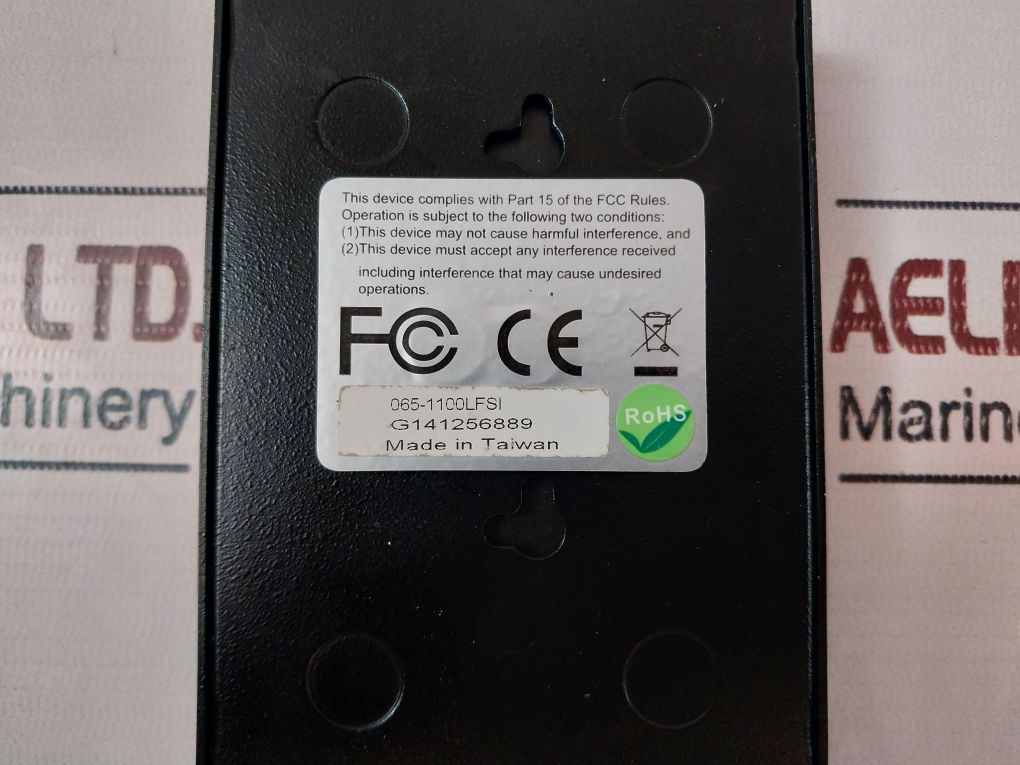 This device complies with Part 15 of the FCC Rules.
Operation is subject to the following two conditions:
(1)This device may not cause harmful interference, and
(2)This device must accept any interference received
including interference that may cause undesired
operations.
FC CE
065-1100LFSI
G141256889
Made in Taiwan
RoHS
LTD.
hinery
AELI
Marin